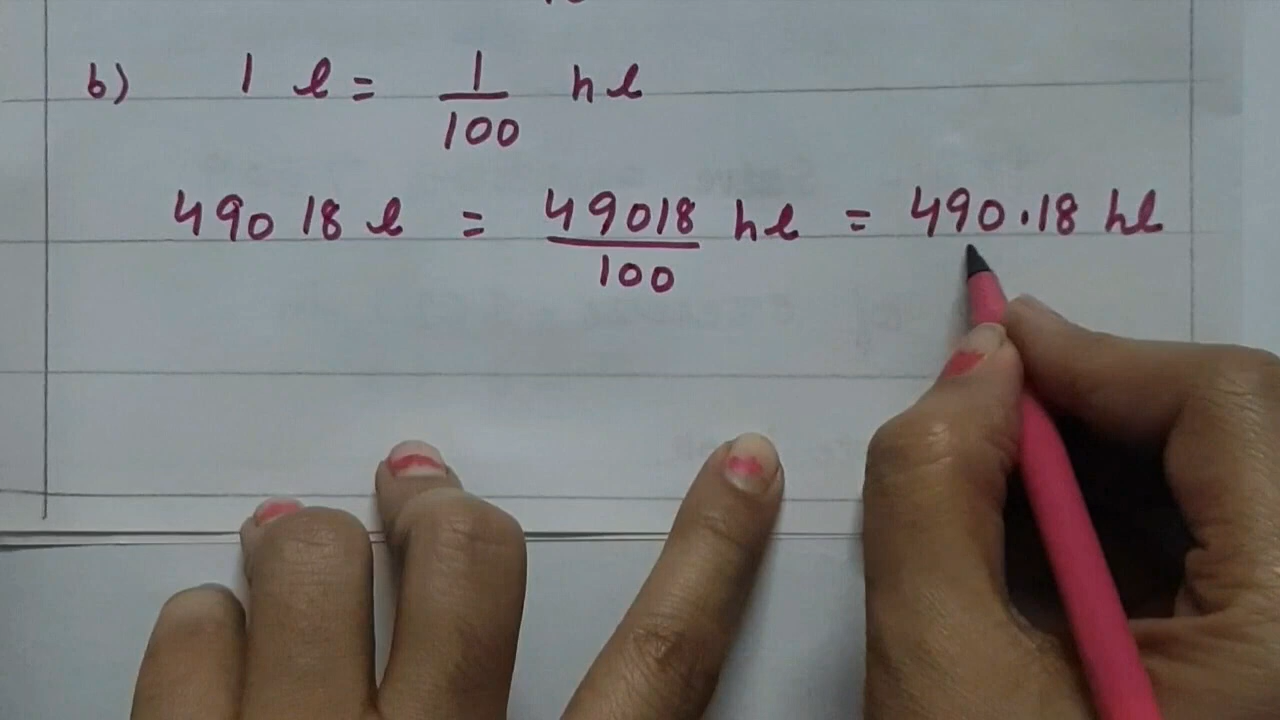 b) 1 l = 1/100 hl
49018 l = 49018/100 hl = 490.18 hl